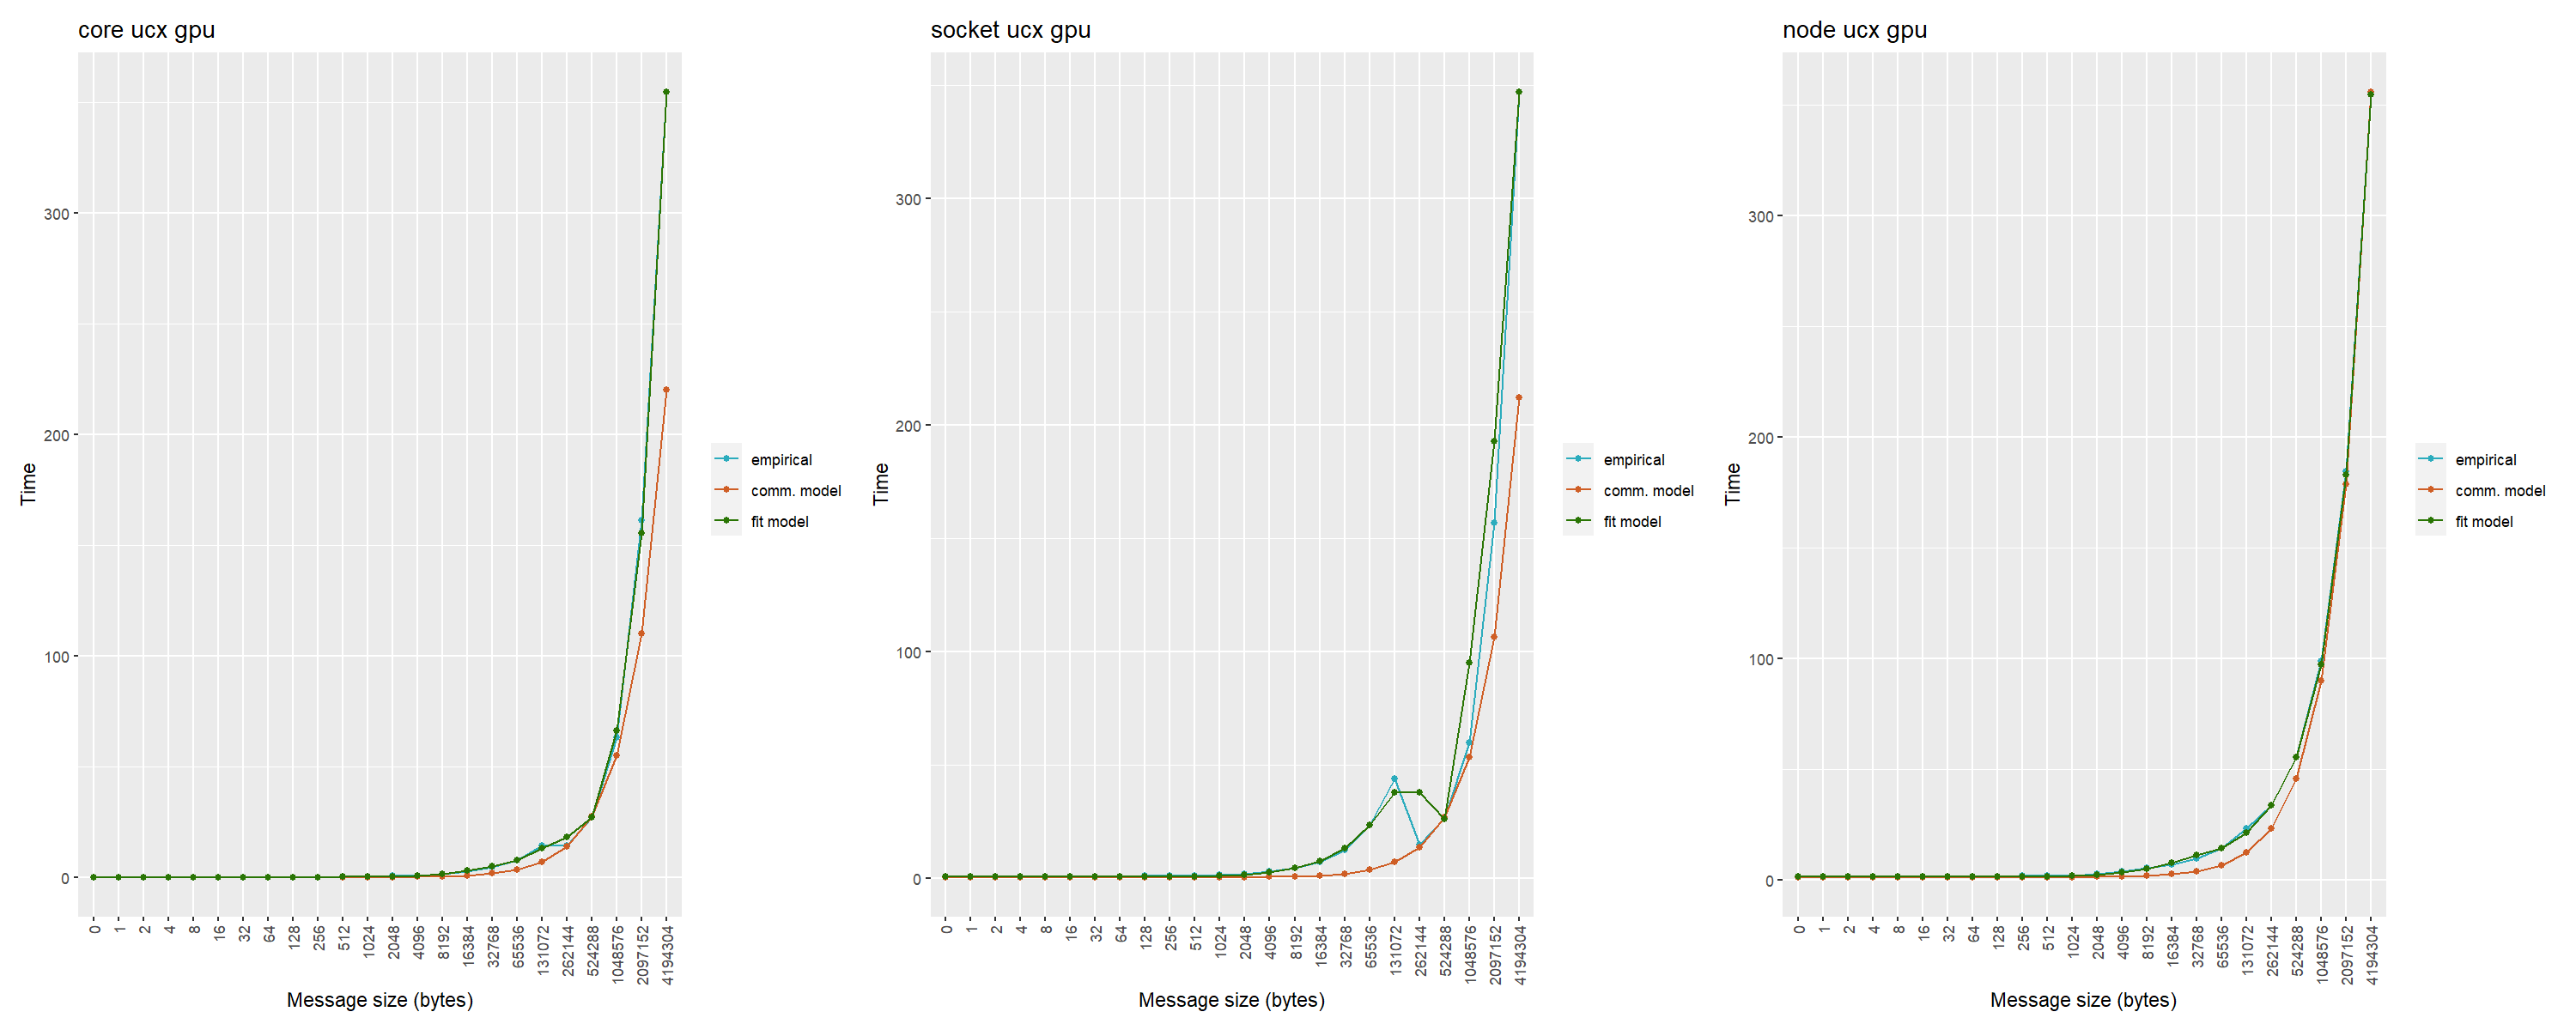 core ucx gpu
Time
300
200
100
0
0 1 2 4 8 16 32 64 128 256 512 1024 2048 4096 8192 16384 32768 65536 131072 262144 524288 1048576 2097152 4194304
Message size (bytes)
empirical
comm. model
fit model
socket ucx gpu
Time
300
200
100
0
0 1 2 4 8 16 32 64 128 256 512 1024 2048 4096 8192 16384 32768 65536 131072 262144 524288 1048576 2097152 4194304
Message size (bytes)
empirical
comm. model
fit model
node ucx gpu
Time
300
200
100
0
0 1 2 4 8 16 32 64 128 256 512 1024 2048 4096 8192 16384 32768 65536 131072 262144 524288 1048576 2097152 4194304
Message size (bytes)
empirical
comm. model
fit model